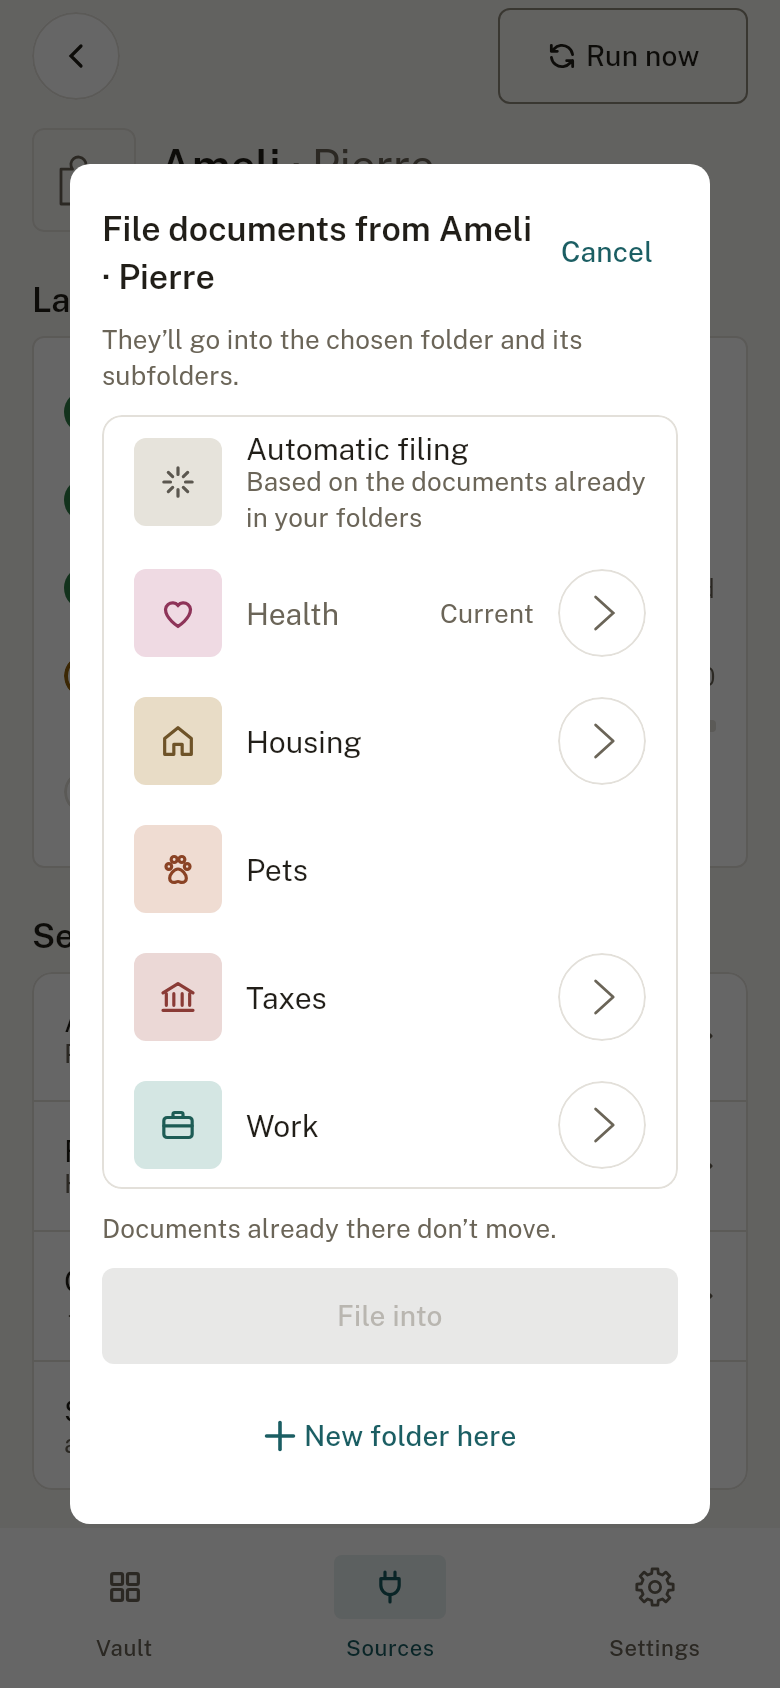 Run now
Ameli · Pierre
File documents from Ameli
· Pierre
Cancel
They’ll go into the chosen folder and its
subfolders.
Automatic filing
Based on the documents already
in your folders
Health
Current
Housing
Pets
Taxes
Work
Documents already there don’t move.
File into
New folder here
Vault
Sources
Settings